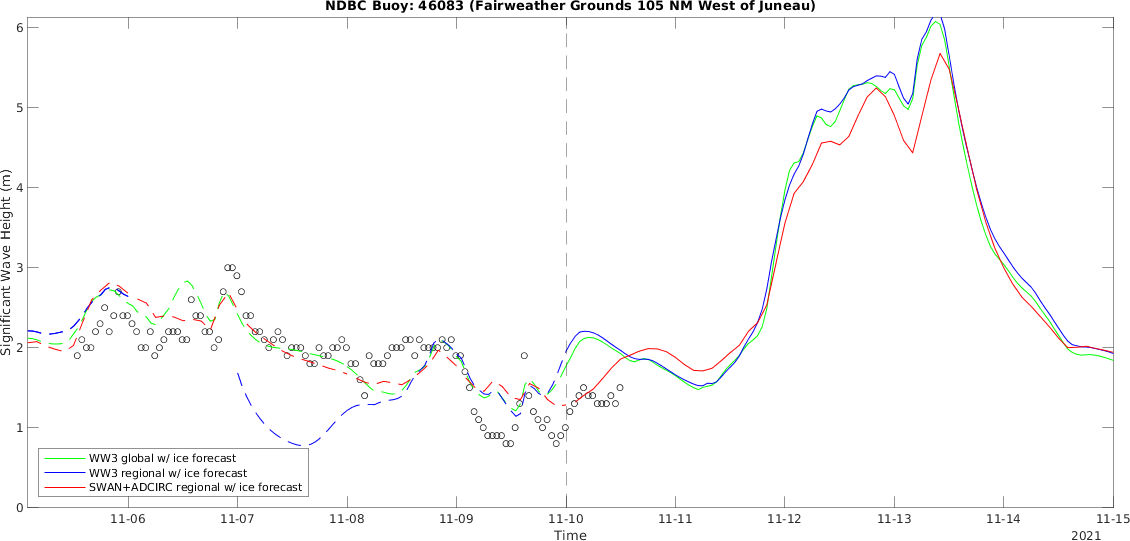 NDBC Buoy: 46083 (Fairweather Grounds 105 NM West of Juneau)
Significant Wave Height (m)
6
5
4
3
2
1
0
WW3 global w/ ice forecast
WW3 regional w/ ice forecast
SWAN+ADCIRC regional w/ ice forecast
11-06 11-07 11-08 11-09 11-10 11-11 11-12 11-13 11-14 11-15
Time
2021